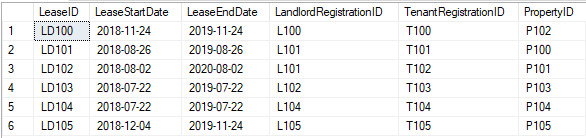 LeaseID LeaseStartDate LeaseEndDate LandlordRegistrationID TenantRegistrationID PropertyID
1 LD100 2018-11-24 2019-11-24 L100 T100 P102
2 LD101 2018-08-26 2019-08-26 L101 T101 P100
3 LD102 2018-08-02 2020-08-02 L101 T102 P101
4 LD103 2018-07-22 2019-07-22 L102 T103 P103
5 LD104 2018-07-22 2019-07-22 L104 T104 P104
6 LD105 2018-12-04 2019-11-24 L105 T105 P105